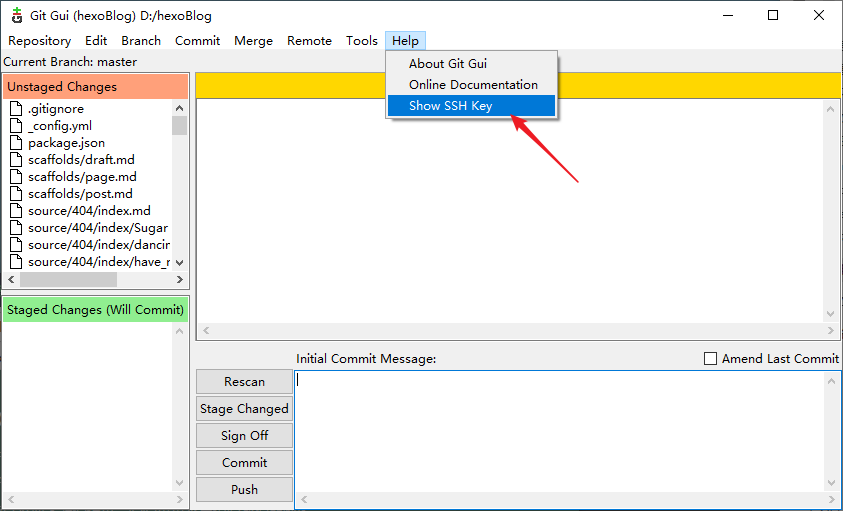 Git Gui (hexoBlog) D:/hexoBlog
Repository Edit Branch Commit Merge Remote Tools Help
Current Branch: master
About Git Gui
Online Documentation
Show SSH Key
Unstaged Changes
.gitignore
_config.yml
package.json
scaffolds/draft.md
scaffolds/page.md
scaffolds/post.md
source/404/index.md
source/404/index/Sugar
source/404/index/dancin
source/404/index/have_r
Staged Changes (Will Commit)
Initial Commit Message:
Amend Last Commit
Rescan
Stage Changed
Sign Off
Commit
Push